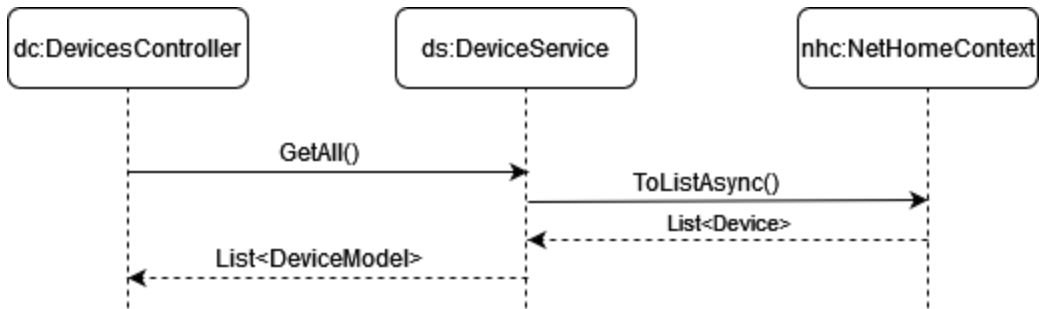 dc:DevicesController
ds:DeviceService
nhc:NetHomeContext
GetAll()
ToListAsync()
List<Device>
List<DeviceModel>